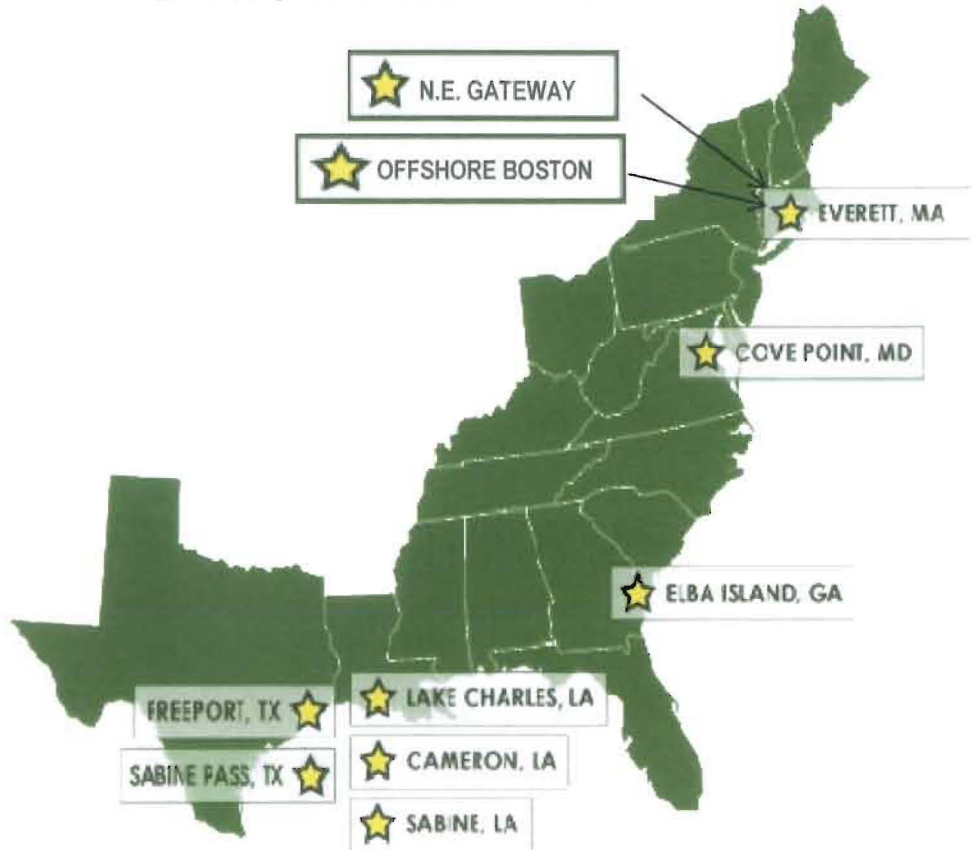 N.E. GATEWAY
OFFSHORE BOSTON
EVERETT, MA
COVE POINT, MD
ELBA ISLAND, GA
FREEPORT, TX
LAKE CHARLES, LA
SABINE PASS, TX
CAMERON, LA
SABINE, LA